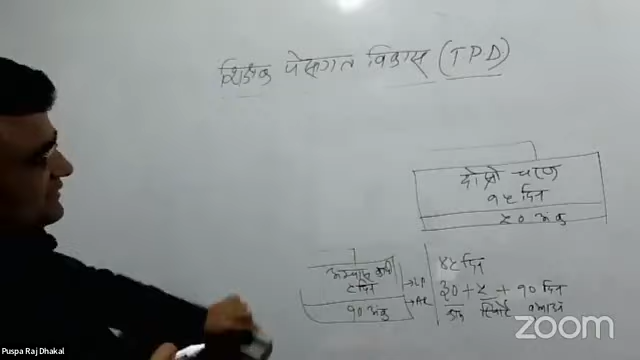 शिक्षक पेसागत विकास (TPD)
दोस्रो चरण
१५ दिन
५० अंक
अभ्यास
दिन
१० अंक
४५ दिन
३० + ५ + १० दिन
रिपोर्ट
zoom
Puspa Raj Dhakal